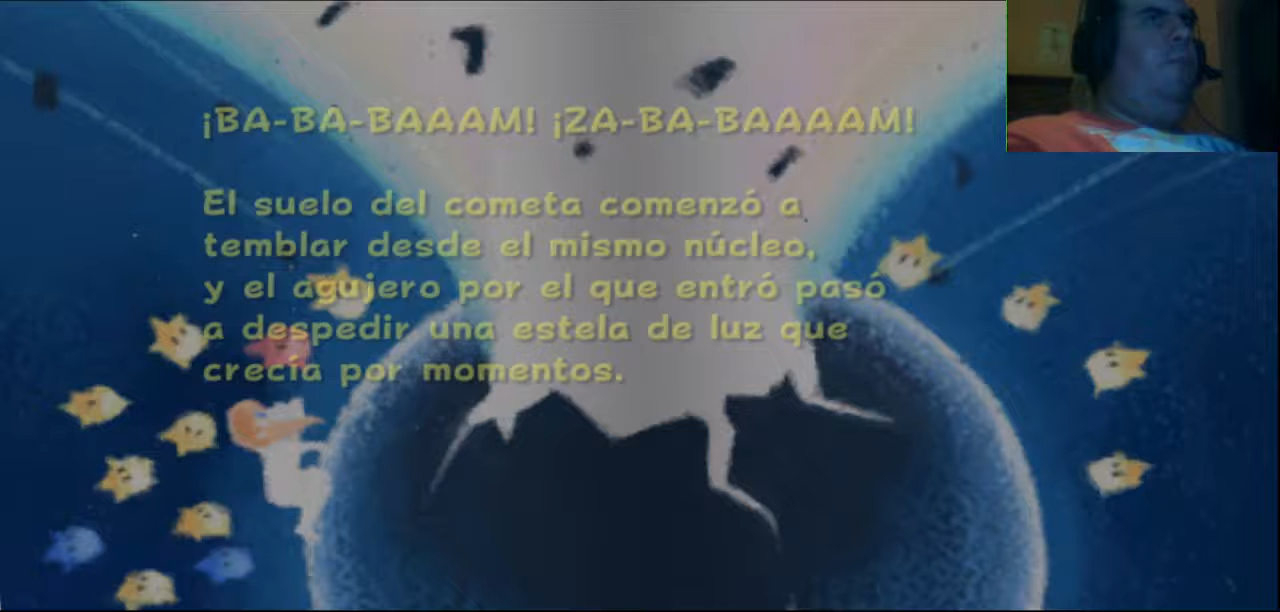 ¡BA-BA-BAAAM! ¡ZA-BA-BAAAAM!
El suelo del cometa comenzó a
temblar desde el mismo núcleo,
y el agujero por el que entró pasó
a despedir una estela de luz que
crecía por momentos.